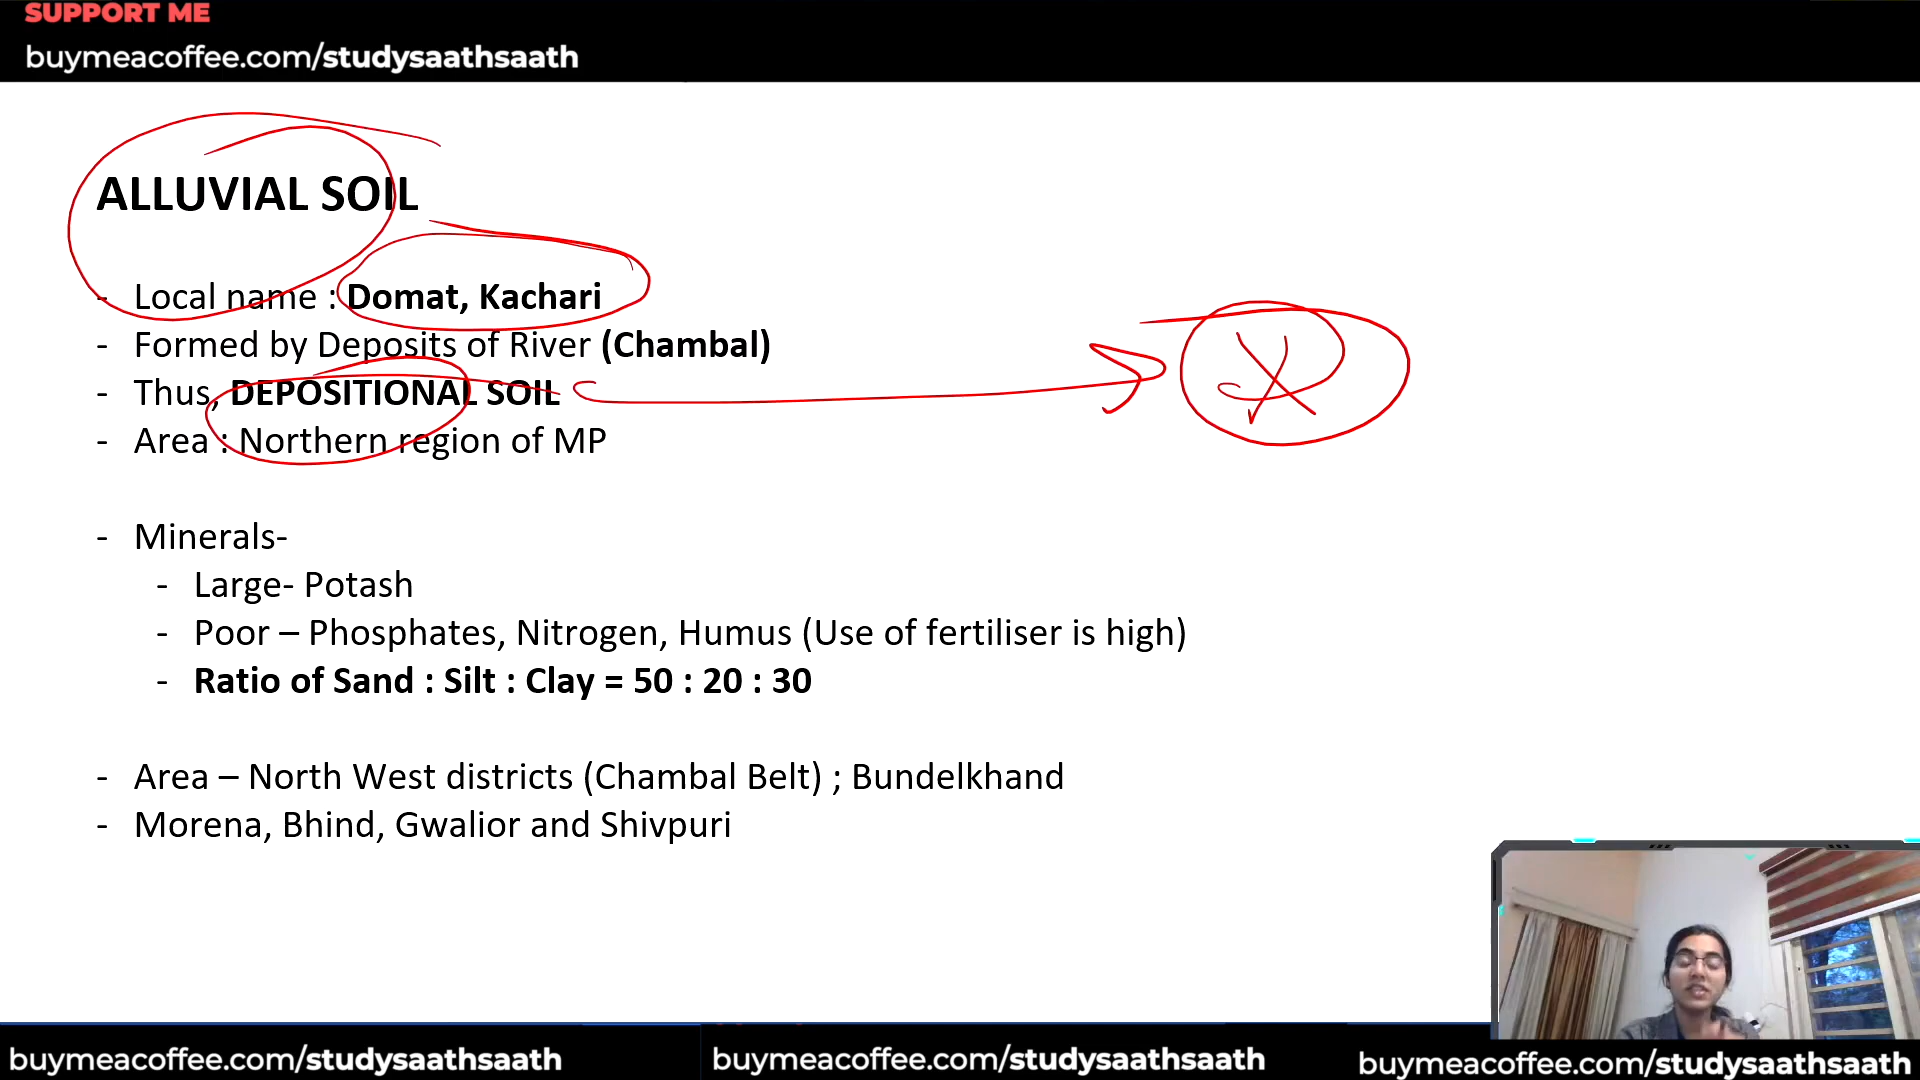 SUPPORT ME
buymeacoffee.com/studysaathsaath
ALLUVIAL SOIL
- Local name : Domat, Kachari
- Formed by Deposits of River (Chambal)
- Thus, DEPOSITIONAL SOIL
- Area : Northern region of MP
- Minerals-
- Large- Potash
- Poor – Phosphates, Nitrogen, Humus (Use of fertiliser is high)
- Ratio of Sand : Silt : Clay = 50 : 20 : 30
- Area – North West districts (Chambal Belt) ; Bundelkhand
- Morena, Bhind, Gwalior and Shivpuri
buymeacoffee.com/studysaathsaath
buymeacoffee.com/studysaathsaath
buymeacoffee.com/studysaathsaath